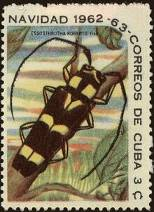 NAVIDAD 1962-63
CORREOS DE CUBA 3 C